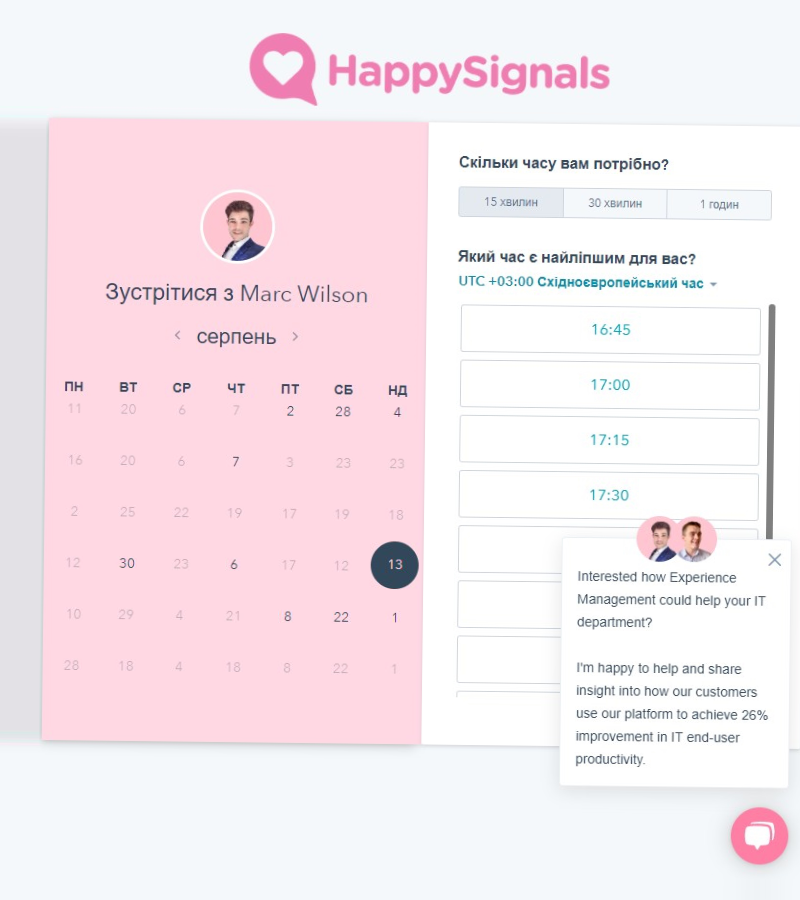 HappySignals
Зустрітися з Marc Wilson
серпень
ПН ВТ СР ЧТ ПТ СБ НД
11 20 6 7 2 28 4
16 20 6 7 3 23 23
2 25 22 19 17 19 18
12 30 23 6 17 12 13
10 29 4 21 8 22 1
28 18 4 18 8 22 1
Скільки часу вам потрібно?
15 хвилин 30 хвилин 1 годин
Який час є найліпшим для вас?
UTC +03:00 Східноєвропейський час
16:45
17:00
17:15
17:30
Interested how Experience
Management could help your IT
department?
I'm happy to help and share
insight into how our customers
use our platform to achieve 26%
improvement in IT end-user
productivity.